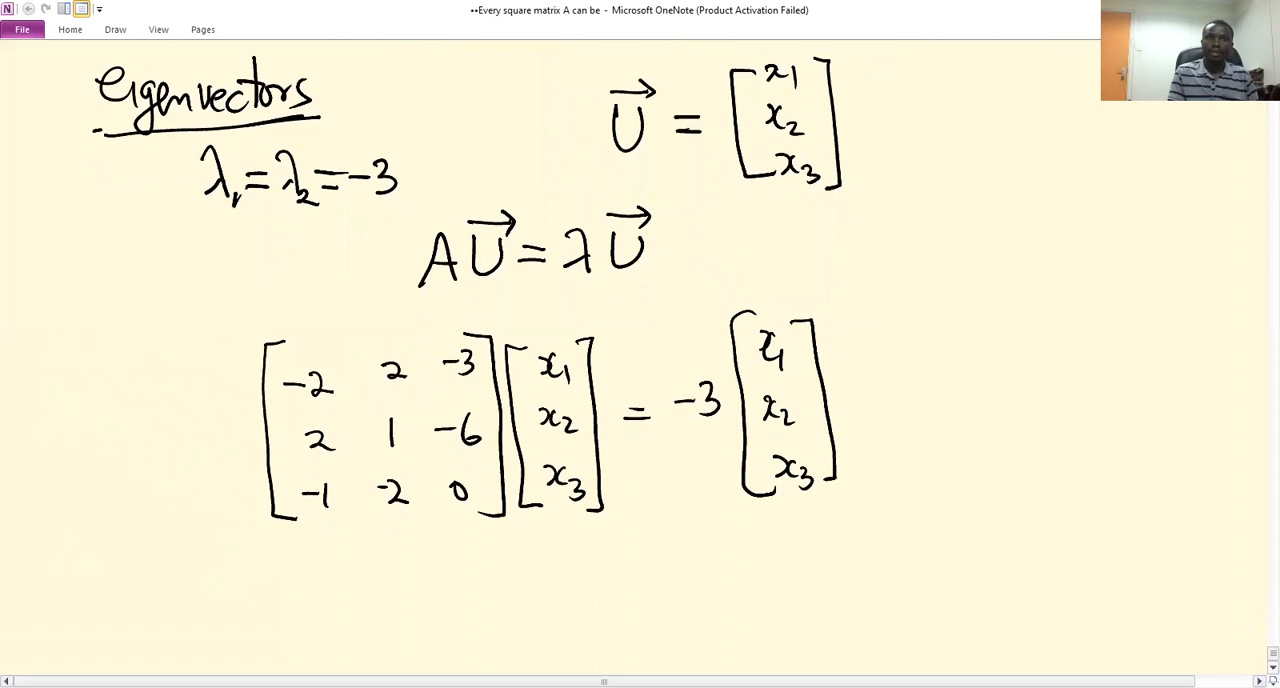 ••Every square matrix A can be - Microsoft OneNote (Product Activation Failed)
File Home Draw View Pages
Eigenvectors
λ₁=λ₂=-3
U = [x1
x2
x3]
AU = λU
[-2 2 -3
2 1 -6
-1 -2 0] [x1
x2
x3] = -3 [x1
x2
x3]